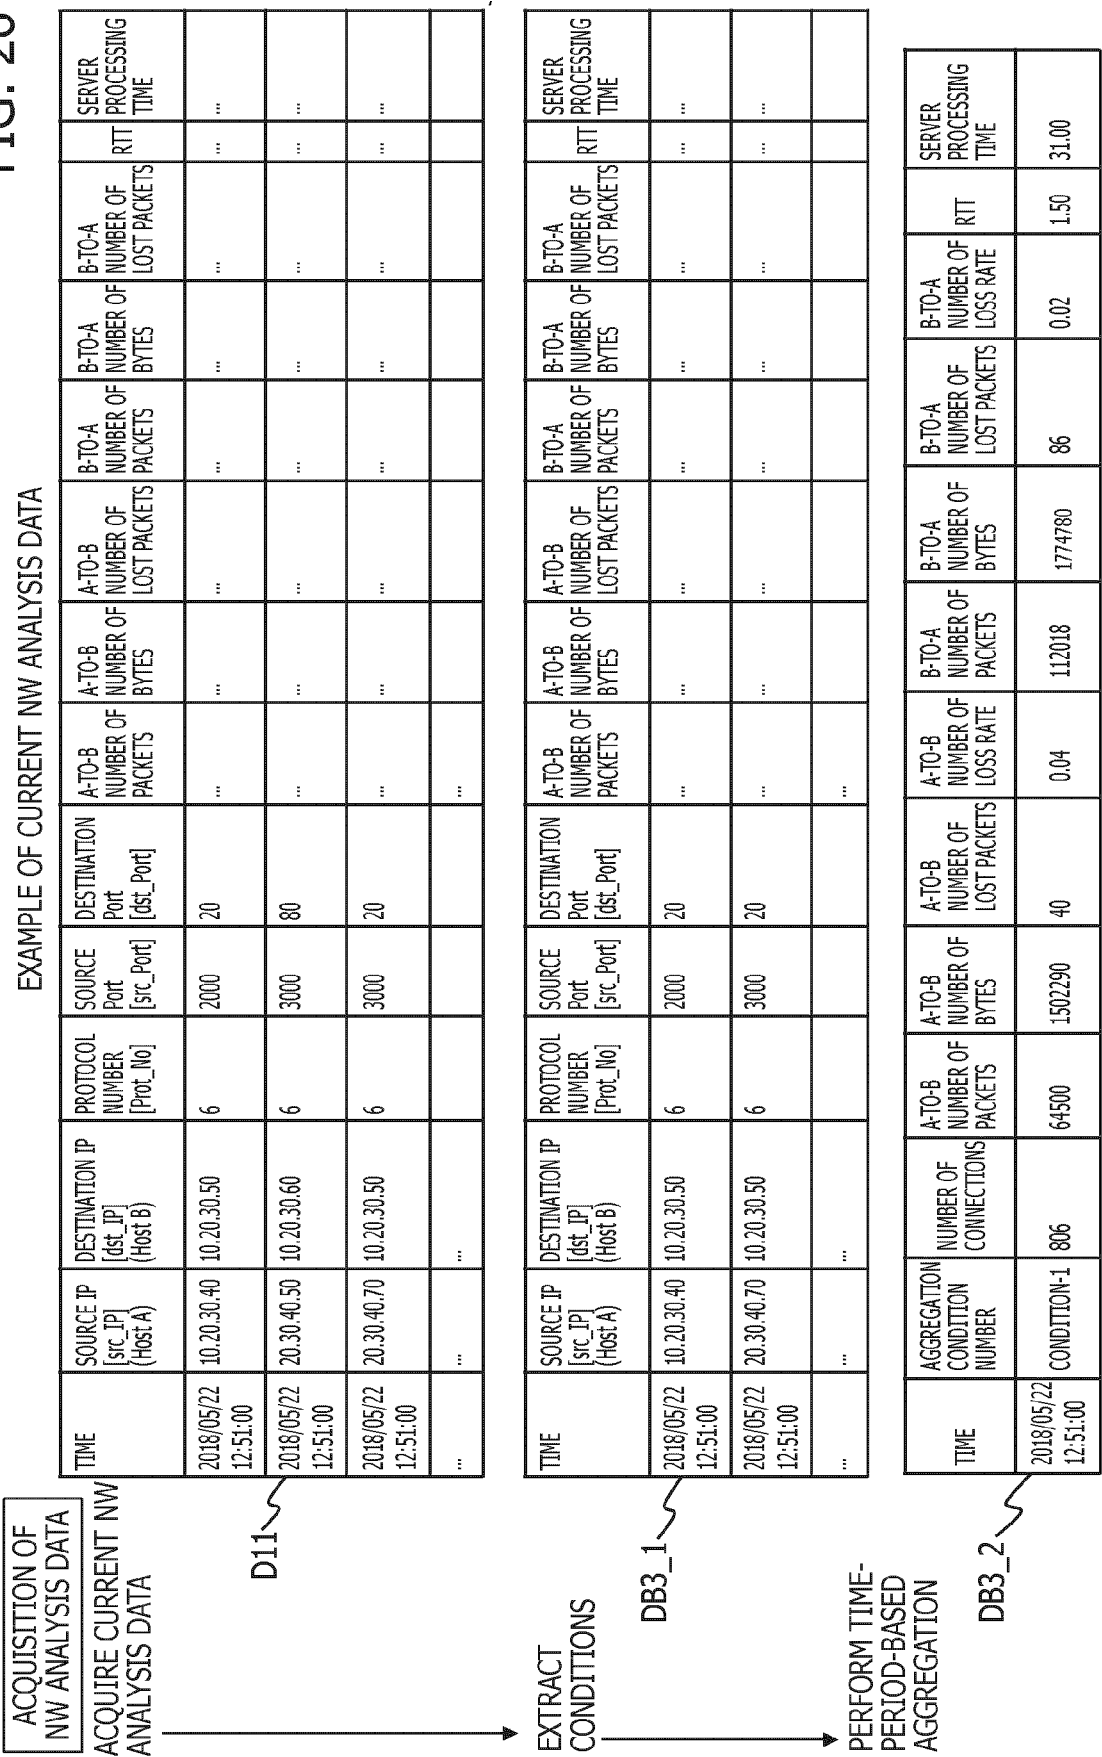 EXAMPLE OF CURRENT NW ANALYSIS DATA
ACQUISITION OF
NW ANALYSIS DATA
ACQUIRE CURRENT NW
ANALYSIS DATA
D11
TIME | SOURCE IP [src_IP] (Host A) | DESTINATION IP [dst_IP] (Host B) | PROTOCOL NUMBER [Prot_No] | SOURCE Port [src_Port] | DESTINATION Port [dst_Port] | A-TO-B NUMBER OF PACKETS | A-TO-B NUMBER OF BYTES | A-TO-B NUMBER OF LOST PACKETS | B-TO-A NUMBER OF PACKETS | B-TO-A NUMBER OF BYTES | B-TO-A NUMBER OF LOST PACKETS | RTT | SERVER PROCESSING TIME
2018/05/22 12:51:00 | 10.20.30.40 | 10.20.30.50 | 6 | 2000 | 20 | ... | ... | ... | ... | ... | ... | ... | ...
2018/05/22 12:51:00 | 20.30.40.50 | 10.20.30.60 | 6 | 3000 | 80 | ... | ... | ... | ... | ... | ... | ... | ...
2018/05/22 12:51:00 | 20.30.40.70 | 10.20.30.50 | 6 | 3000 | 20 | ... | ... | ... | ... | ... | ... | ... | ...
... | ... | ... | ...
EXTRACT
CONDITIONS
DB3_1
TIME | SOURCE IP [src_IP] (Host A) | DESTINATION IP [dst_IP] (Host B) | PROTOCOL NUMBER [Prot_No] | SOURCE Port [src_Port] | DESTINATION Port [dst_Port] | A-TO-B NUMBER OF PACKETS | A-TO-B NUMBER OF BYTES | A-TO-B NUMBER OF LOST PACKETS | B-TO-A NUMBER OF PACKETS | B-TO-A NUMBER OF BYTES | B-TO-A NUMBER OF LOST PACKETS | RTT | SERVER PROCESSING TIME
2018/05/22 12:51:00 | 10.20.30.40 | 10.20.30.50 | 6 | 2000 | 20 | ... | ... | ... | ... | ... | ... | ... | ...
2018/05/22 12:51:00 | 20.30.40.70 | 10.20.30.50 | 6 | 3000 | 20 | ... | ... | ... | ... | ... | ... | ... | ...
... | ... | ... | ...
PERFORM TIME-
PERIOD-BASED
AGGREGATION
DB3_2
TIME | AGGREGATION CONDITION NUMBER | NUMBER OF CONNECTIONS | A-TO-B NUMBER OF PACKETS | A-TO-B NUMBER OF BYTES | A-TO-B NUMBER OF LOST PACKETS | A-TO-B NUMBER OF LOSS RATE | B-TO-A NUMBER OF PACKETS | B-TO-A NUMBER OF BYTES | B-TO-A NUMBER OF LOST PACKETS | B-TO-A NUMBER OF LOSS RATE | RTT | SERVER PROCESSING TIME
2018/05/22 12:51:00 | CONDITION-1 | 806 | 64500 | 1502290 | 40 | 0.04 | 112018 | 1774780 | 86 | 0.02 | 1.50 | 31.00